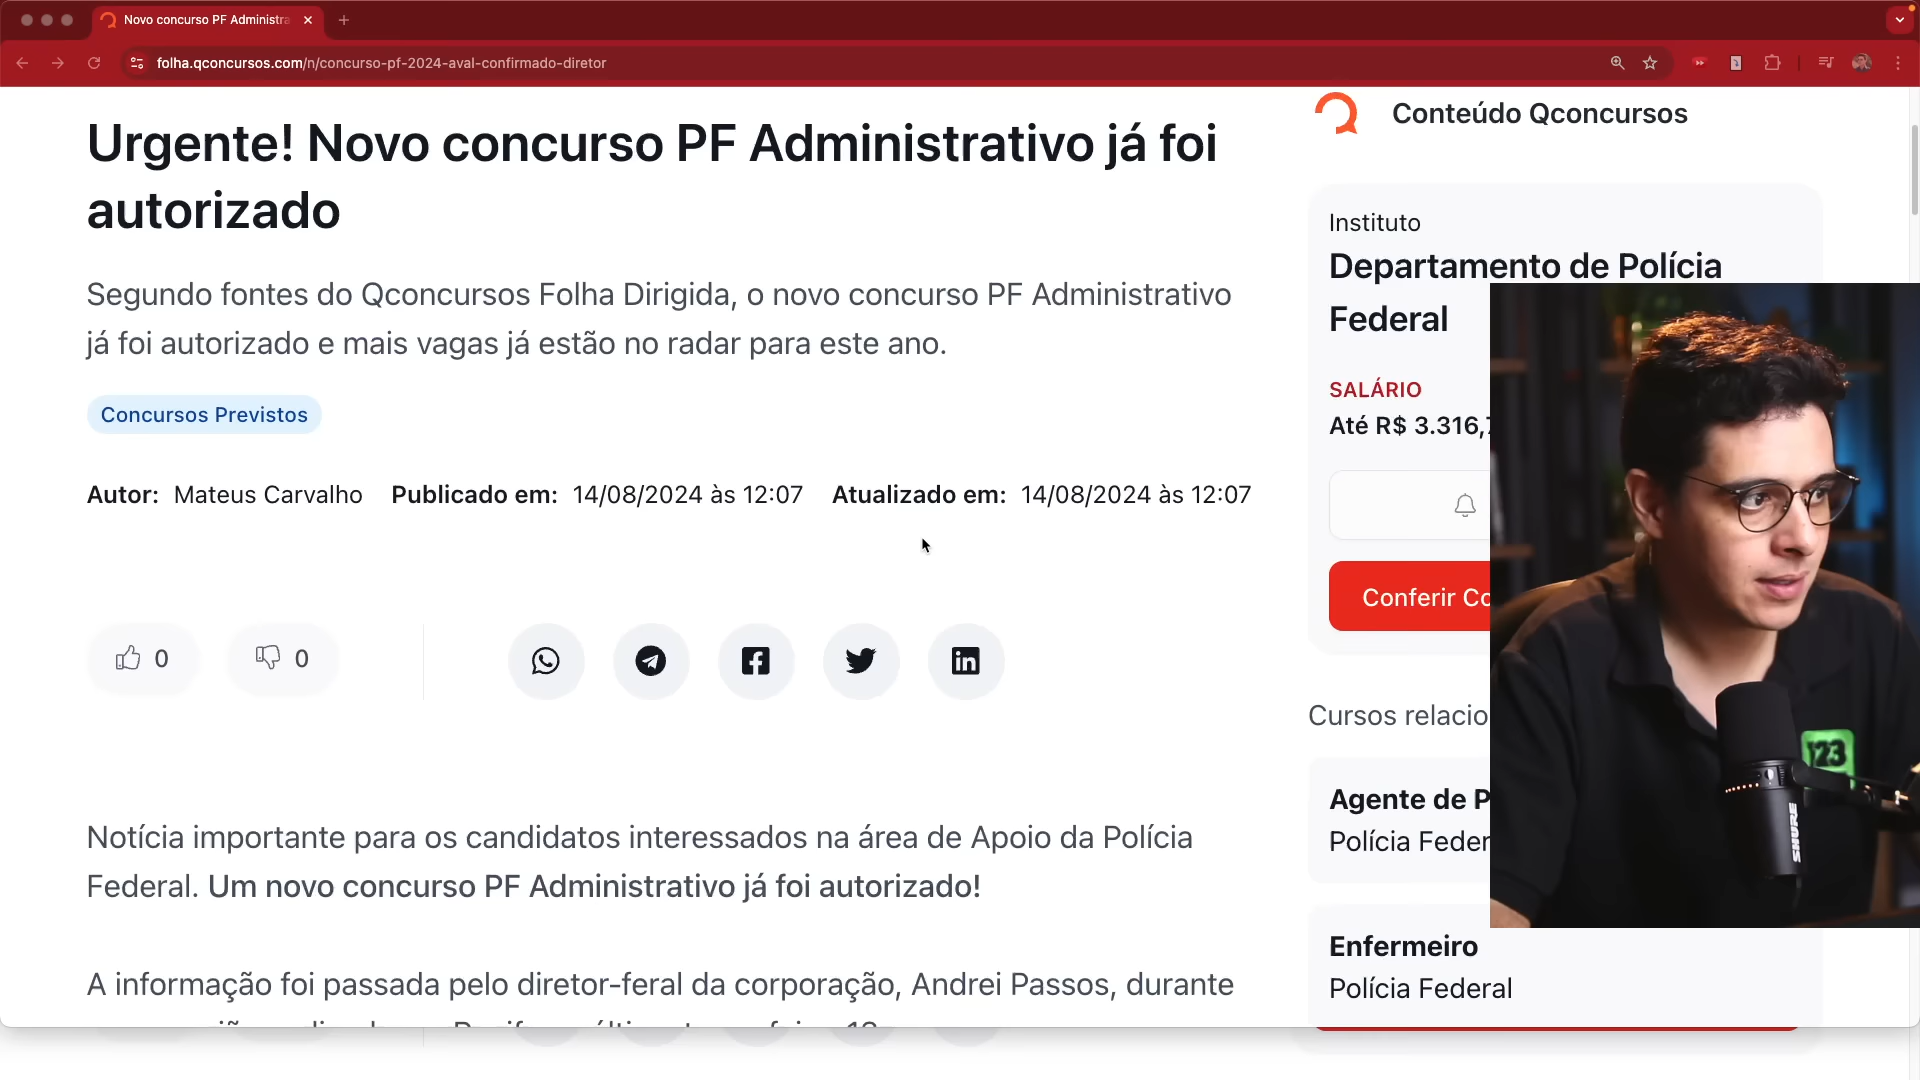 Novo concurso PF Administra
folha.qconcursos.com/n/concurso-pf-2024-aval-confirmado-diretor
Urgente! Novo concurso PF Administrativo já foi
autorizado
Segundo fontes do Qconcursos Folha Dirigida, o novo concurso PF Administrativo
já foi autorizado e mais vagas já estão no radar para este ano.
Concursos Previstos
Autor: Mateus Carvalho Publicado em: 14/08/2024 às 12:07 Atualizado em: 14/08/2024 às 12:07
0 0
Notícia importante para os candidatos interessados na área de Apoio da Polícia
Federal. Um novo concurso PF Administrativo já foi autorizado!
A informação foi passada pelo diretor-feral da corporação, Andrei Passos, durante
Conteúdo Qconcursos
Instituto
Departamento de Polícia
Federal
SALÁRIO
Até R$ 3.316,7
Conferir Co
Cursos relacio
Agente de P
Polícia Feder
Enfermeiro
Polícia Federal
123
SHURE